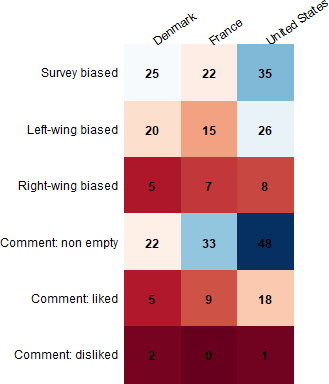 Denmark France United States
Survey biased 25 22 35
Left-wing biased 20 15 26
Right-wing biased 5 7 8
Comment: non empty 22 33 48
Comment: liked 5 9 18
Comment: disliked 2 0 1